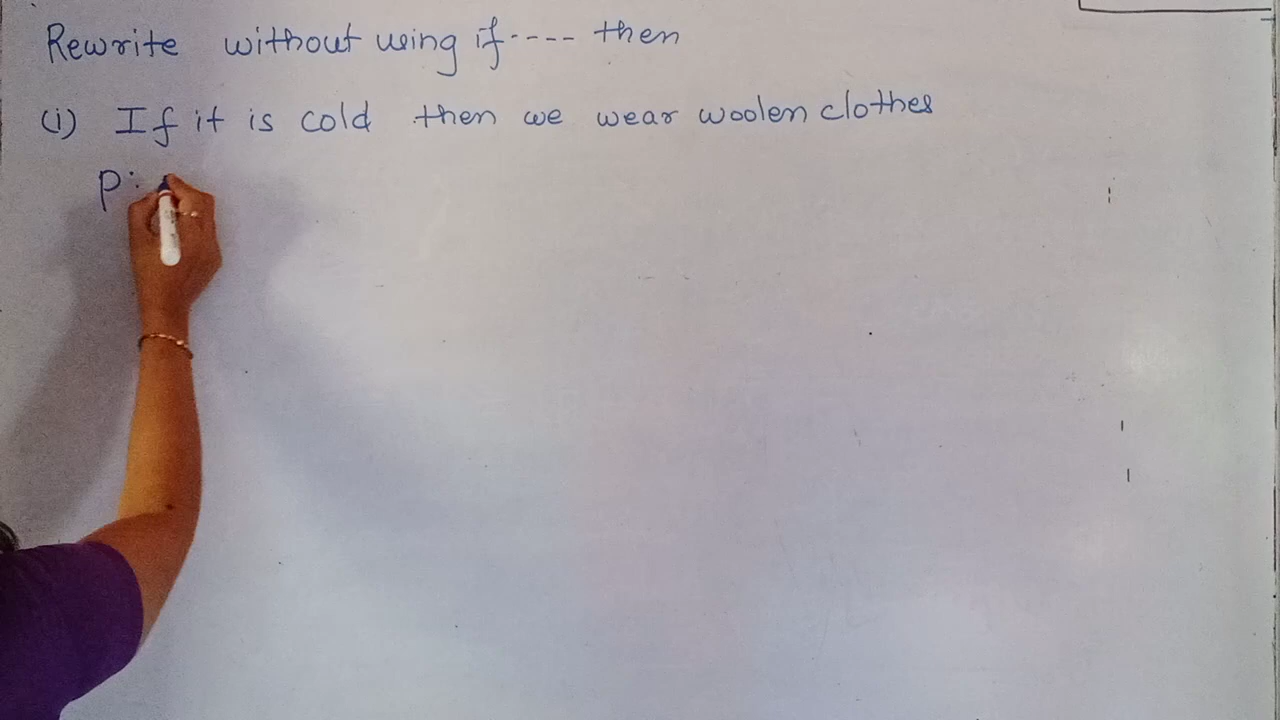 Rewrite without using if---- then
(i) If it is cold then we wear woolen clothes
P: